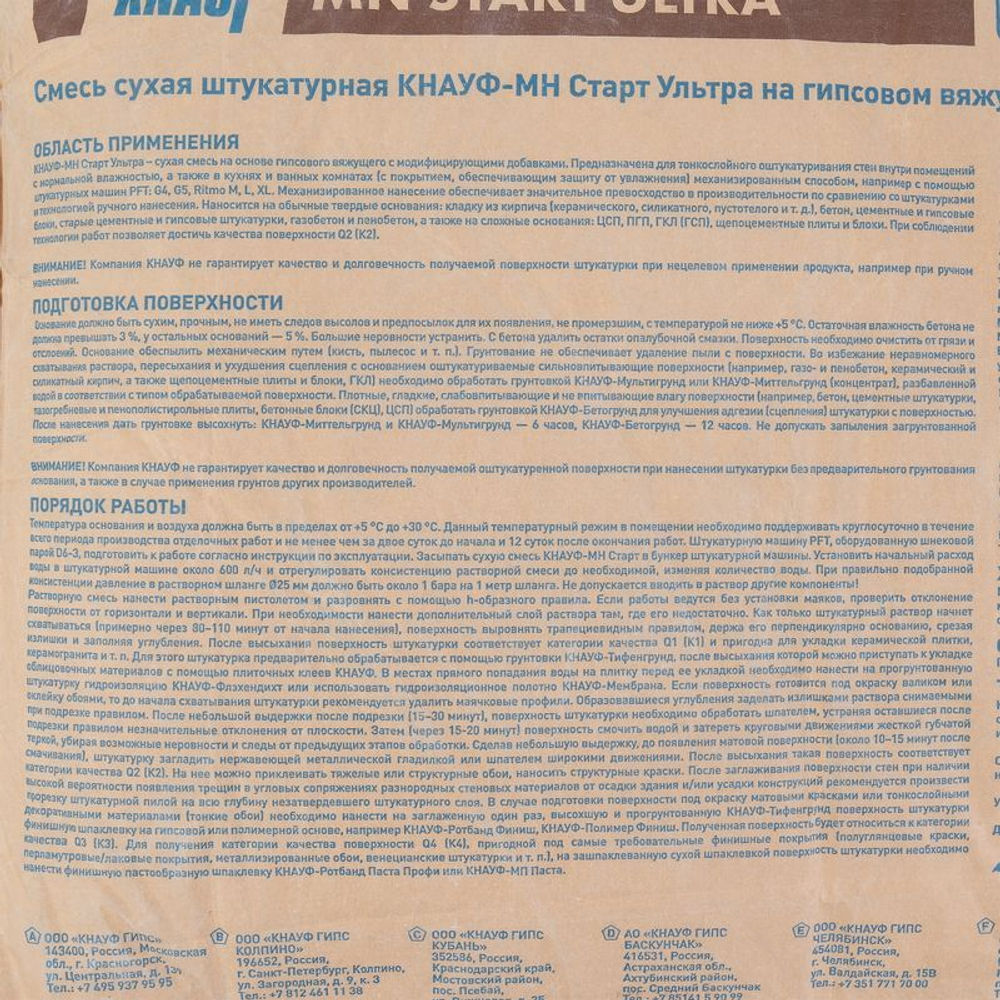 КНАУФ
MN START ULTRA
Смесь сухая штукатурная КНАУФ-МН Старт Ультра на гипсовом вяжу
ОБЛАСТЬ ПРИМЕНЕНИЯ
КНАУФ-МН Старт Ультра – сухая смесь на основе гипсового вяжущего с модифицирующими добавками. Предназначена для тонкослойного оштукатуривания стен внутри помещений
с нормальной влажностью, а также в кухнях и ванных комнатах (с покрытием, обеспечивающим защиту от увлажнения) механизированным способом, например с помощью
штукатурных машин PFT: G4, G5, Ritmo M, L, XL. Механизированное нанесение обеспечивает значительное превосходство в производительности по сравнению со штукатурками
и технологией ручного нанесения. Наносится на обычные твердые основания: кладку из кирпича (керамического, силикатного, пустотелого и т. д.), бетон, цементные и гипсовые
блоки, старые цементные и гипсовые штукатурки, газобетон и пенобетон, а также на сложные основания: ЦСП, ПГП, ГКЛ (ГСП), щепоцементные плиты и блоки. При соблюдении
технологии работ позволяет достичь качества поверхности Q2 (К2).
ВНИМАНИЕ! Компания КНАУФ не гарантирует качество и долговечность получаемой поверхности штукатурки при нецелевом применении продукта, например при ручном
нанесении.
ПОДГОТОВКА ПОВЕРХНОСТИ
Основание должно быть сухим, прочным, не иметь следов высолов и предпосылок для их появления, не промерзшим, с температурой не ниже +5 °С. Остаточная влажность бетона не
должна превышать 3 %, у остальных оснований — 5 %. Большие неровности устранить. С бетона удалить остатки опалубочной смазки. Поверхность необходимо очистить от грязи и
отслоений. Основание обеспылить механическим путем (кисть, пылесос и т. п.). Грунтование не обеспечивает удаление пыли с поверхности. Во избежание неравномерного
схватывания раствора, пересыхания и ухудшения сцепления с основанием оштукатуриваемые сильновпитывающие поверхности (например, газо- и пенобетон, керамический и
силикатный кирпич, а также щепоцементные плиты и блоки, ГКЛ) необходимо обработать грунтовкой КНАУФ-Мультигрунд или КНАУФ-Миттельгрунд (концентрат), разбавленной
водой в соответствии с типом обрабатываемой поверхности. Плотные, гладкие, слабовпитывающие и не впитывающие влагу поверхности (например, бетон, цементные штукатурки,
пазогребневые и пенополистирольные плиты, бетонные блоки (СКЦ), ЦСП) обработать грунтовкой КНАУФ-Бетогрунд для улучшения адгезии (сцепления) штукатурки с поверхностью.
После нанесения дать грунтовке высохнуть: КНАУФ-Миттельгрунд и КНАУФ-Мультигрунд — 6 часов, КНАУФ-Бетогрунд — 12 часов. Не допускать запыления загрунтованной
поверхности.
ВНИМАНИЕ! Компания КНАУФ не гарантирует качество и долговечность получаемой оштукатуренной поверхности при нанесении штукатурки без предварительного грунтования
основания, а также в случае применения грунтов других производителей.
ПОРЯДОК РАБОТЫ
Температура основания и воздуха должна быть в пределах от +5 °С до +30 °С. Данный температурный режим в помещении необходимо поддерживать круглосуточно в течение
всего периода производства отделочных работ и не менее чем за двое суток до начала и 12 суток после окончания работ. Штукатурную машину PFT, оборудованную шнековой
парой D6-3, подготовить к работе согласно инструкции по эксплуатации. Засыпать сухую смесь КНАУФ-МН Старт в бункер штукатурной машины. Установить начальный расход
воды в штукатурной машине около 600 л/ч и отрегулировать консистенцию растворной смеси до необходимой, изменяя количество воды. При правильно подобранной
консистенции давление в растворном шланге Ø25 мм должно быть около 1 бара на 1 метр шланга. Не допускается вводить в раствор другие компоненты!
Растворную смесь нанести растворным пистолетом и разровнять с помощью h-образного правила. Если работы ведутся без установки маяков, проверить отклонение
поверхности от горизонтали и вертикали. При необходимости нанести дополнительный слой раствора там, где его недостаточно. Как только штукатурный раствор начнет
схватываться (примерно через 80–110 минут от начала нанесения), поверхность выровнять трапециевидным правилом, держа его перпендикулярно основанию, срезая
излишки и заполняя углубления. После высыхания поверхность штукатурки соответствует категории качества Q1 (К1) и пригодна для укладки керамической плитки,
керамогранита и т. п. Для этого штукатурка предварительно обрабатывается с помощью грунтовки КНАУФ-Тифенгрунд, после высыхания которой можно приступать к укладке
облицовочных материалов с помощью плиточных клеев КНАУФ. В местах прямого попадания воды на плитку перед ее укладкой необходимо нанести на прогрунтованную
штукатурку гидроизоляцию КНАУФ-Флэхендихт или использовать гидроизоляционное полотно КНАУФ-Мембрана. Если поверхность готовится под окраску валиком или
оклейку обоями, то до начала схватывания штукатурки рекомендуется удалить маячковые профили. Образовавшиеся углубления заделать излишками раствора снимаемыми
при подрезке правилом. После небольшой выдержки после подрезки (15–30 минут), поверхность штукатурки необходимо обработать шпателем, устраняя оставшиеся после
подрезки правилом незначительные отклонения от плоскости. Затем (через 15-20 минут) поверхность смочить водой и затереть круговыми движениями жесткой губчатой
теркой, убирая возможные неровности и следы от предыдущих этапов обработки. Сделав небольшую выдержку, до появления матовой поверхности (около 10–15 минут после
смачивания), штукатурку загладить нержавеющей металлической гладилкой или шпателем широкими движениями. После высыхания такая поверхность соответствует
категории качества Q2 (К2). На нее можно приклеивать тяжелые или структурные обои, наносить структурные краски. После заглаживания поверхности стен при наличии
высокой вероятности появления трещин в угловых сопряжениях разнородных стеновых материалов от осадки здания и/или усадки конструкций рекомендуется произвести
прорезку штукатурной пилой на всю глубину незатвердевшего штукатурного слоя. В случае подготовки поверхности под окраску матовыми красками или тонкослойными
декоративными материалами (тонкие обои) необходимо нанести на заглаженную один раз, высохшую и прогрунтованную КНАУФ-Тифенгрунд поверхность штукатурки
финишную шпаклевку на гипсовой или полимерной основе, например КНАУФ-Ротбанд Финиш, КНАУФ-Полимер Финиш. Полученная поверхность будет относиться к категории
качества Q3 (К3). Для получения категории качества поверхности Q4 (К4), пригодной под самые требовательные финишные покрытия (полуглянцевые краски,
перламутровые/лаковые покрытия, металлизированные обои, венецианские штукатурки и т. п.), на зашпаклеванную сухой шпаклевкой поверхность штукатурки необходимо
нанести финишную пастообразную шпаклевку КНАУФ-Ротбанд Паста Профи или КНАУФ-МП Паста.
A ООО «КНАУФ ГИПС»
143400, Россия, Московская
обл., г. Красногорск,
ул. Центральная, д. 139
Тел.: +7 495 937 95 95
B ООО «КНАУФ ГИПС
КОЛПИНО»
196652, Россия,
г. Санкт-Петербург, Колпино,
ул. Загородная, д. 9, к. 3
Тел.: +7 812 461 11 38
C ООО «КНАУФ ГИПС
КУБАНЬ»
352586, Россия,
Краснодарский край,
Мостовский район,
пос. Псебай,
D АО «КНАУФ ГИПС
БАСКУНЧАК»
416531, Россия,
Астраханская обл.,
Ахтубинский район,
пос. Средний Баскунчак
Тел.: +7 85141 5 90 99
E ООО «КНАУФ ГИПС
ЧЕЛЯБИНСК»
454081, Россия,
г. Челябинск,
ул. Валдайская, д. 15В
Тел.: +7 351 771 70 00
F